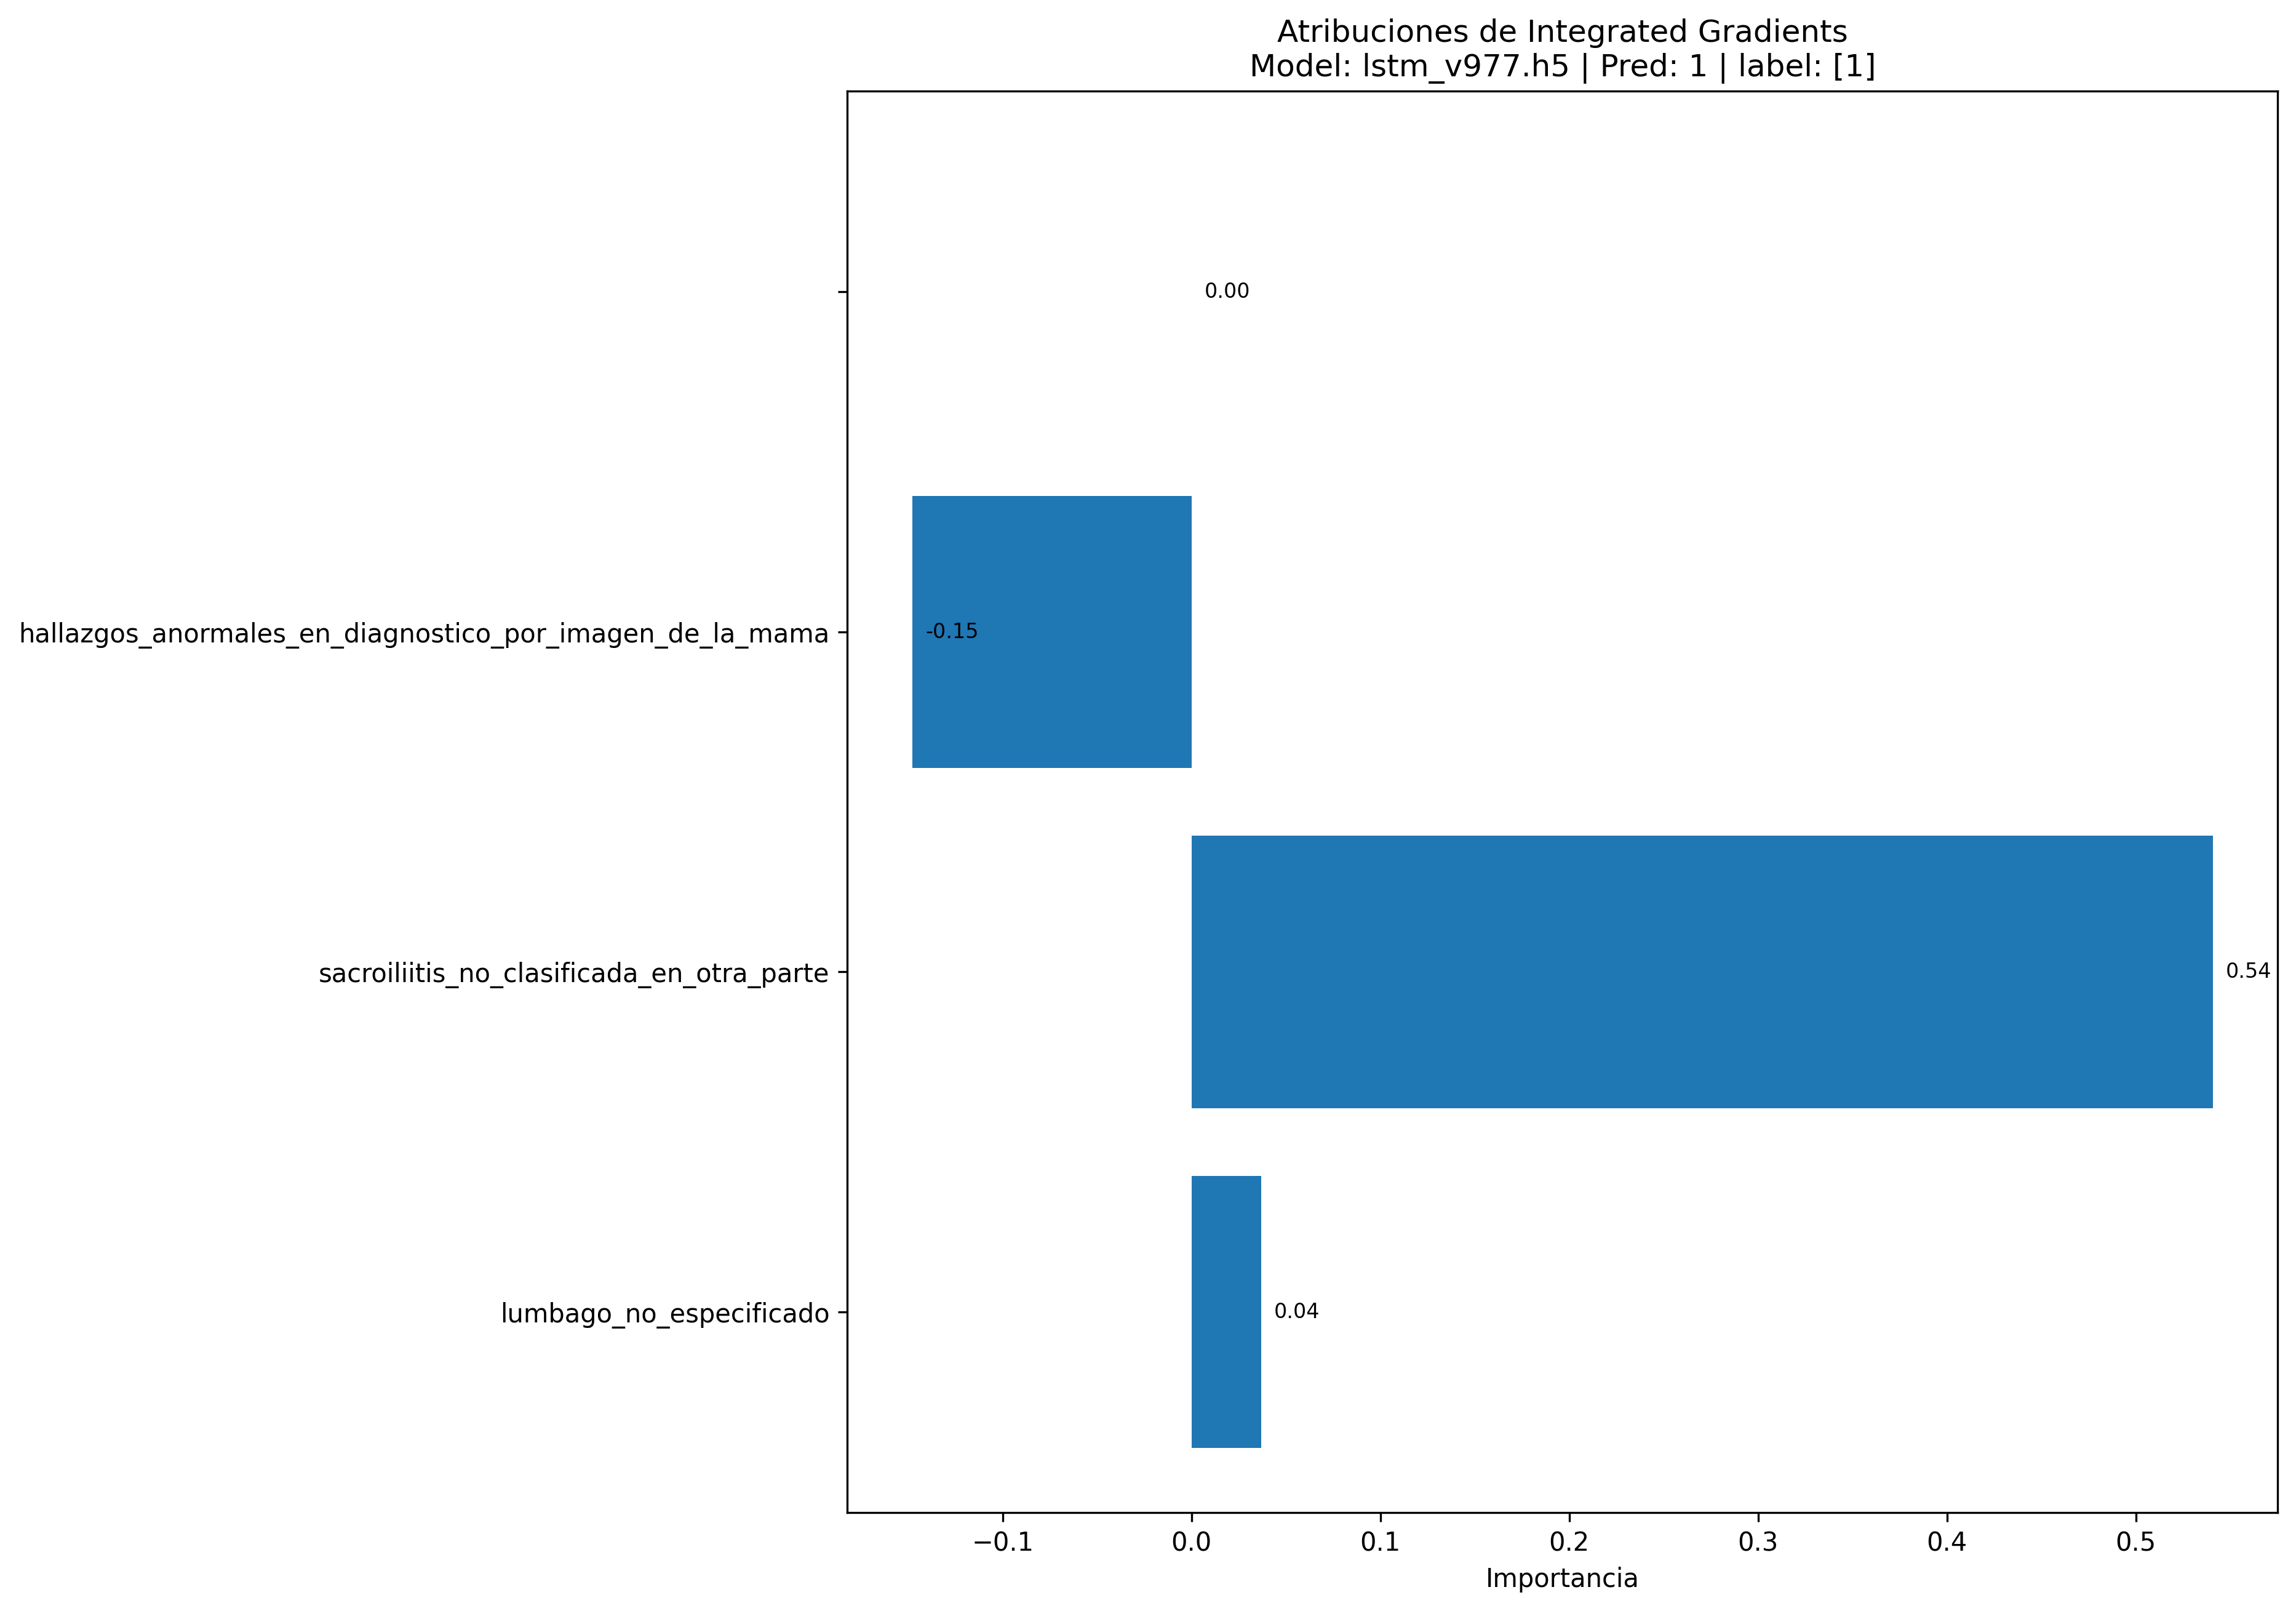 Atribuciones de Integrated Gradients
Model: lstm_v977.h5 | Pred: 1 | label: [1]
0.00
hallazgos_anormales_en_diagnostico_por_imagen_de_la_mama
-0.15
sacroiliitis_no_clasificada_en_otra_parte
0.54
lumbago_no_especificado
0.04
−0.1 0.0 0.1 0.2 0.3 0.4 0.5
Importancia